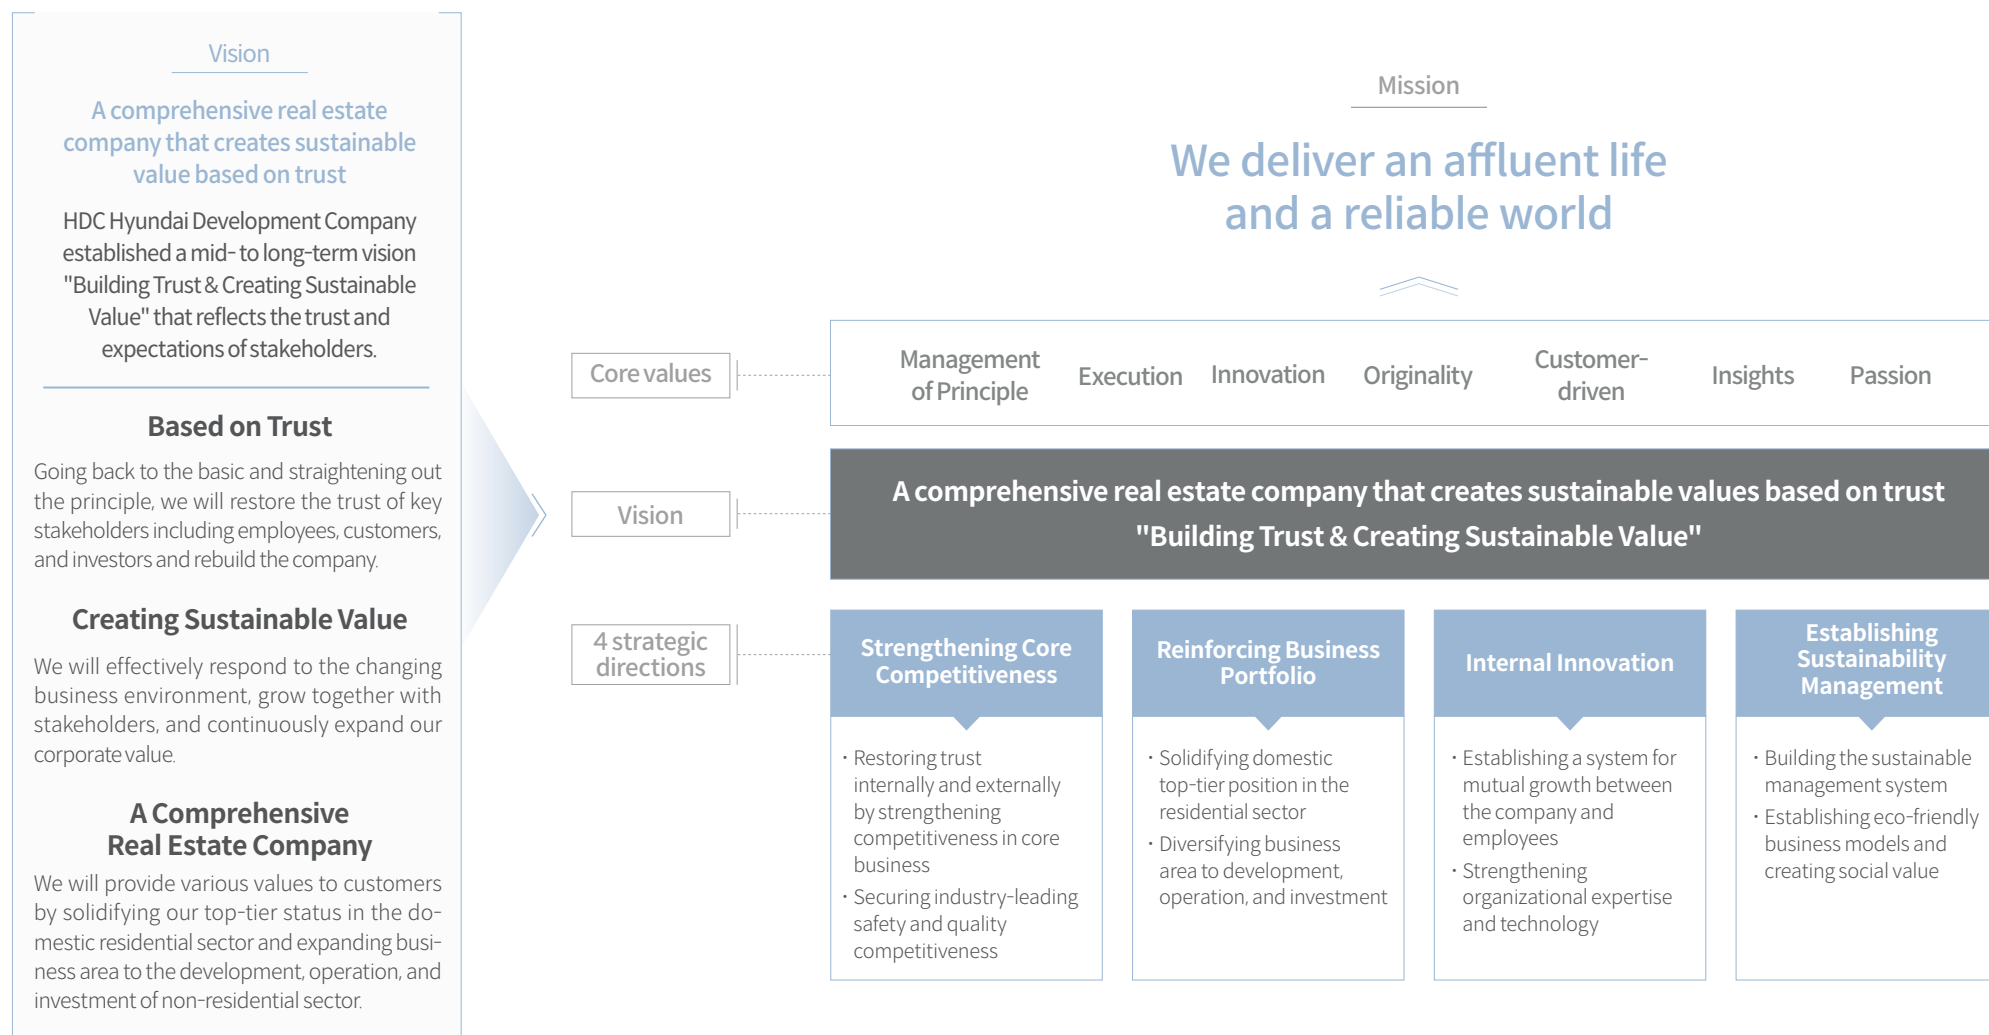 Vision
A comprehensive real estate
company that creates sustainable
value based on trust
HDC Hyundai Development Company
established a mid- to long-term vision
"Building Trust & Creating Sustainable
Value" that reflects the trust and
expectations of stakeholders.
Based on Trust
Going back to the basic and straightening out
the principle, we will restore the trust of key
stakeholders including employees, customers,
and investors and rebuild the company.
Creating Sustainable Value
We will effectively respond to the changing
business environment, grow together with
stakeholders, and continuously expand our
corporate value.
A Comprehensive
Real Estate Company
We will provide various values to customers
by solidifying our top-tier status in the do-
mestic residential sector and expanding busi-
ness area to the development, operation, and
investment of non-residential sector.
Mission
We deliver an affluent life
and a reliable world
Core values
Management
of Principle
Execution
Innovation
Originality
Customer-
driven
Insights
Passion
Vision
A comprehensive real estate company that creates sustainable values based on trust
"Building Trust & Creating Sustainable Value"
4 strategic
directions
Strengthening Core
Competitiveness
· Restoring trust
internally and externally
by strengthening
competitiveness in core
business
· Securing industry-leading
safety and quality
competitiveness
Reinforcing Business
Portfolio
· Solidifying domestic
top-tier position in the
residential sector
· Diversifying business
area to development,
operation, and investment
Internal Innovation
· Establishing a system for
mutual growth between
the company and
employees
· Strengthening
organizational expertise
and technology
Establishing
Sustainability
Management
· Building the sustainable
management system
· Establishing eco-friendly
business models and
creating social value